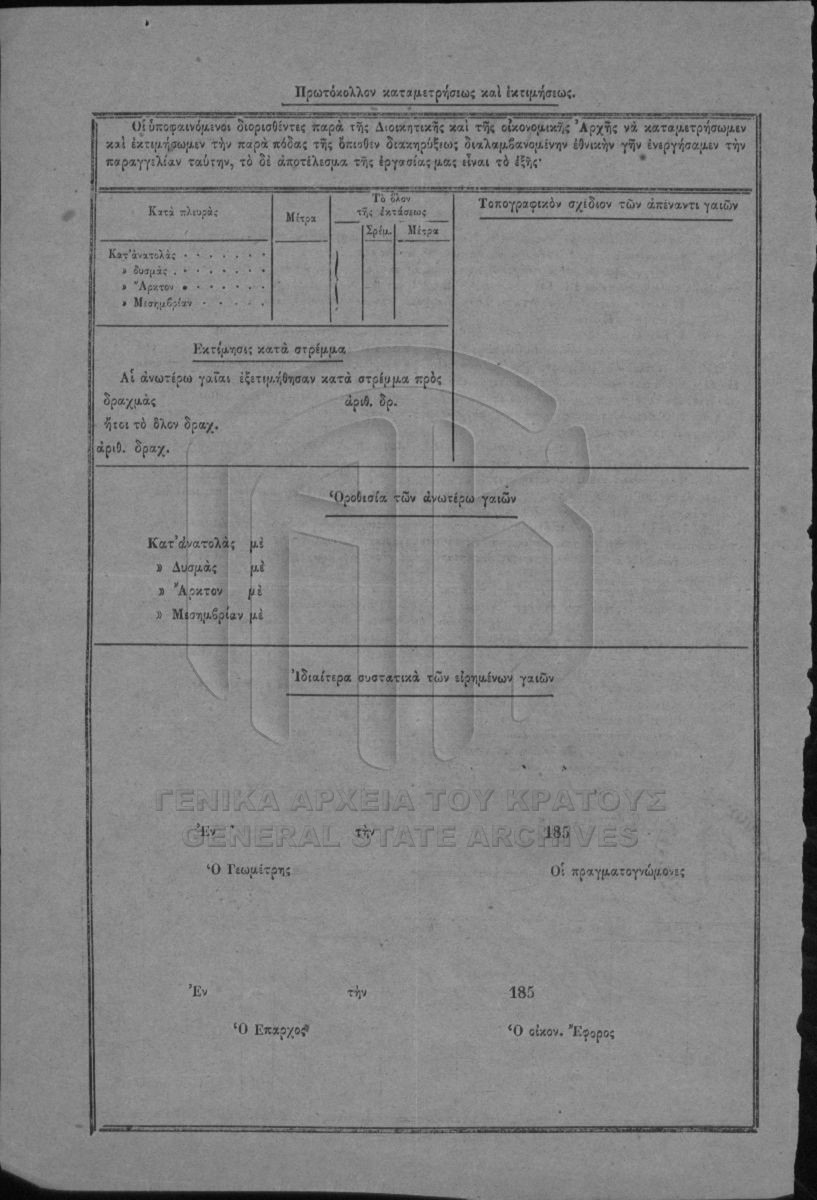 Πρωτόκολλον καταμετρήσεως καὶ ἐκτιμήσεως.
Οἱ ὑποφαινόμενοι διορισθέντες παρὰ τῆς Διοικητικῆς καὶ τῆς οἰκονομικῆς Ἀρχῆς νὰ καταμετρήσωμεν
καὶ ἐκτιμήσωμεν τὴν παρὰ πόδας τῆς ὄπισθεν διακηρύξεως διαλαμβανομένην ἐθνικὴν γῆν ἐνεργήσαμεν τὴν
παραγγελίαν ταύτην, τὸ δὲ ἀποτέλεσμα τῆς ἐργασίας μας εἶναι τὸ ἑξῆς·
Κατὰ πλευρὰς
Μέτρα
Τὸ ὅλον
τῆς ἐκτάσεως
Στρέμ.
Μέτρα
Κατ' ἀνατολὰς . . . . . . .
» δυσμὰς . . . . . . . .
» Ἄρκτον . . . . . . .
» Μεσημβρίαν . . . . .
Τοπογραφικὸν σχέδιον τῶν ἀπέναντι γαιῶν
Ἐκτίμησις κατὰ στρέμμα
Αἱ ἀνωτέρω γαῖαι ἐξετιμήθησαν κατὰ στρέμμα πρὸς
δραχμὰς ἀριθ. δρ.
ἤτοι τὸ ὅλον δραχ.
ἀριθ. δραχ.
Ὁροθεσία τῶν ἀνωτέρω γαιῶν
Κατ' ἀνατολὰς μὲ
» Δυσμὰς μὲ
» Ἄρκτον μὲ
» Μεσημβρίαν μὲ
Ἰδιαίτερα συστατικὰ τῶν εἰρημένων γαιῶν
ΓΕΝΙΚΑ ΑΡΧΕΙΑ ΤΟΥ ΚΡΑΤΟΥΣ
GENERAL STATE ARCHIVES
Ἐν τὴν 185
Ὁ Γεωμέτρης Οἱ πραγματογνώμονες
Ἐν τὴν 185
Ὁ Ἔπαρχος Ὁ οἰκον. Ἔφορος